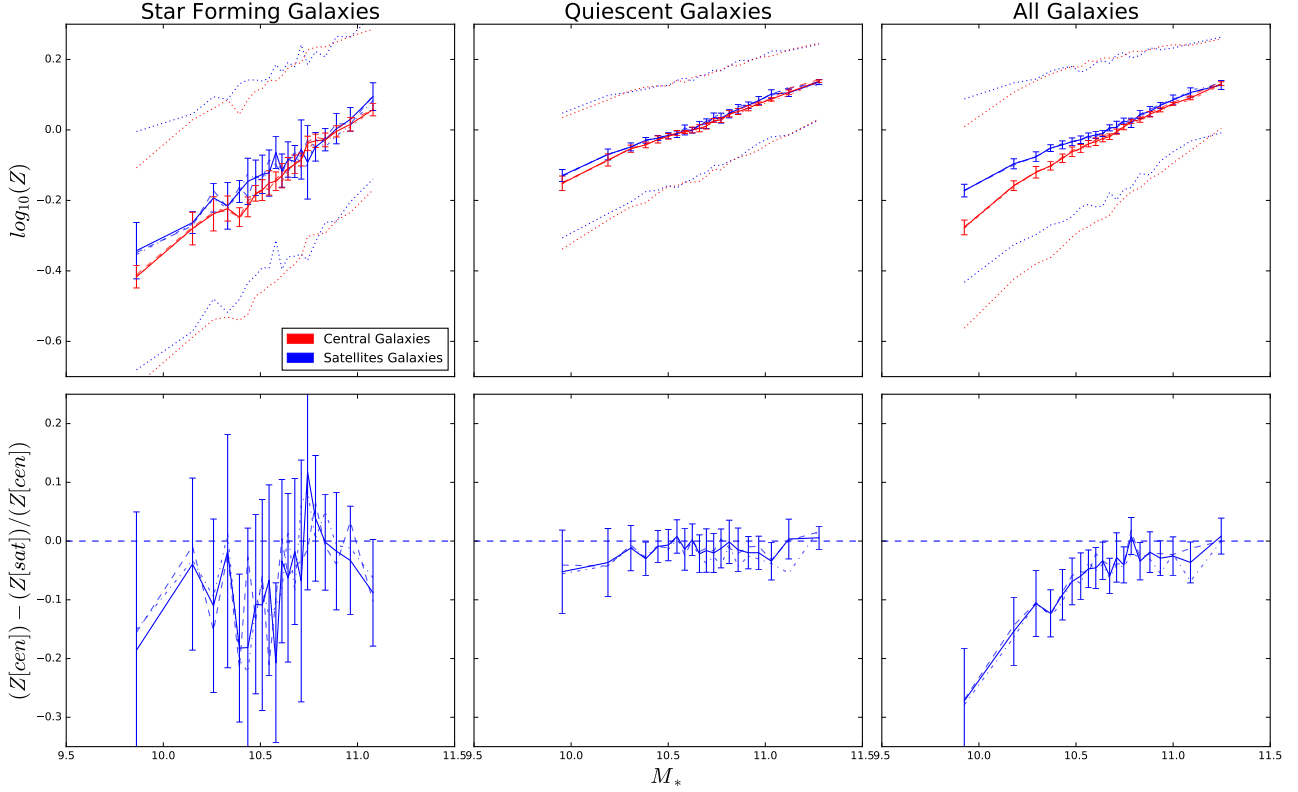 Star Forming Galaxies
Quiescent Galaxies
All Galaxies
0.2
0.0
−0.2
−0.4
−0.6
log₁₀(Z)
Central Galaxies
Satellites Galaxies
0.2
0.1
0.0
−0.1
−0.2
−0.3
(Z[cen]) − (Z[sat])/(Z[cen])
9.5 10.0 10.5 11.0 11.5
9.5 10.0 10.5 11.0 11.5
9.5 10.0 10.5 11.0 11.5
M*